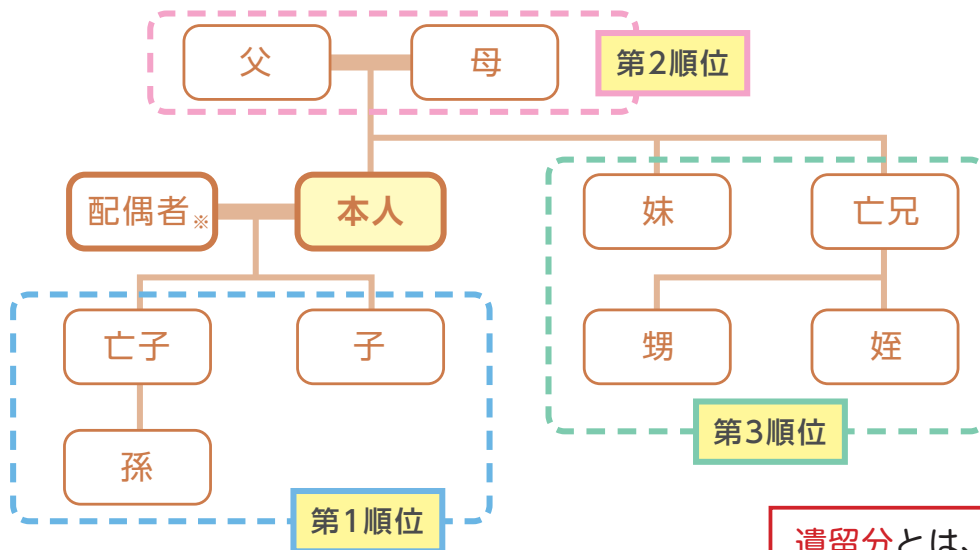 父
母
第2順位
配偶者※
本人
妹
亡兄
亡子
子
甥
姪
孫
第3順位
第1順位
遺留分とは、